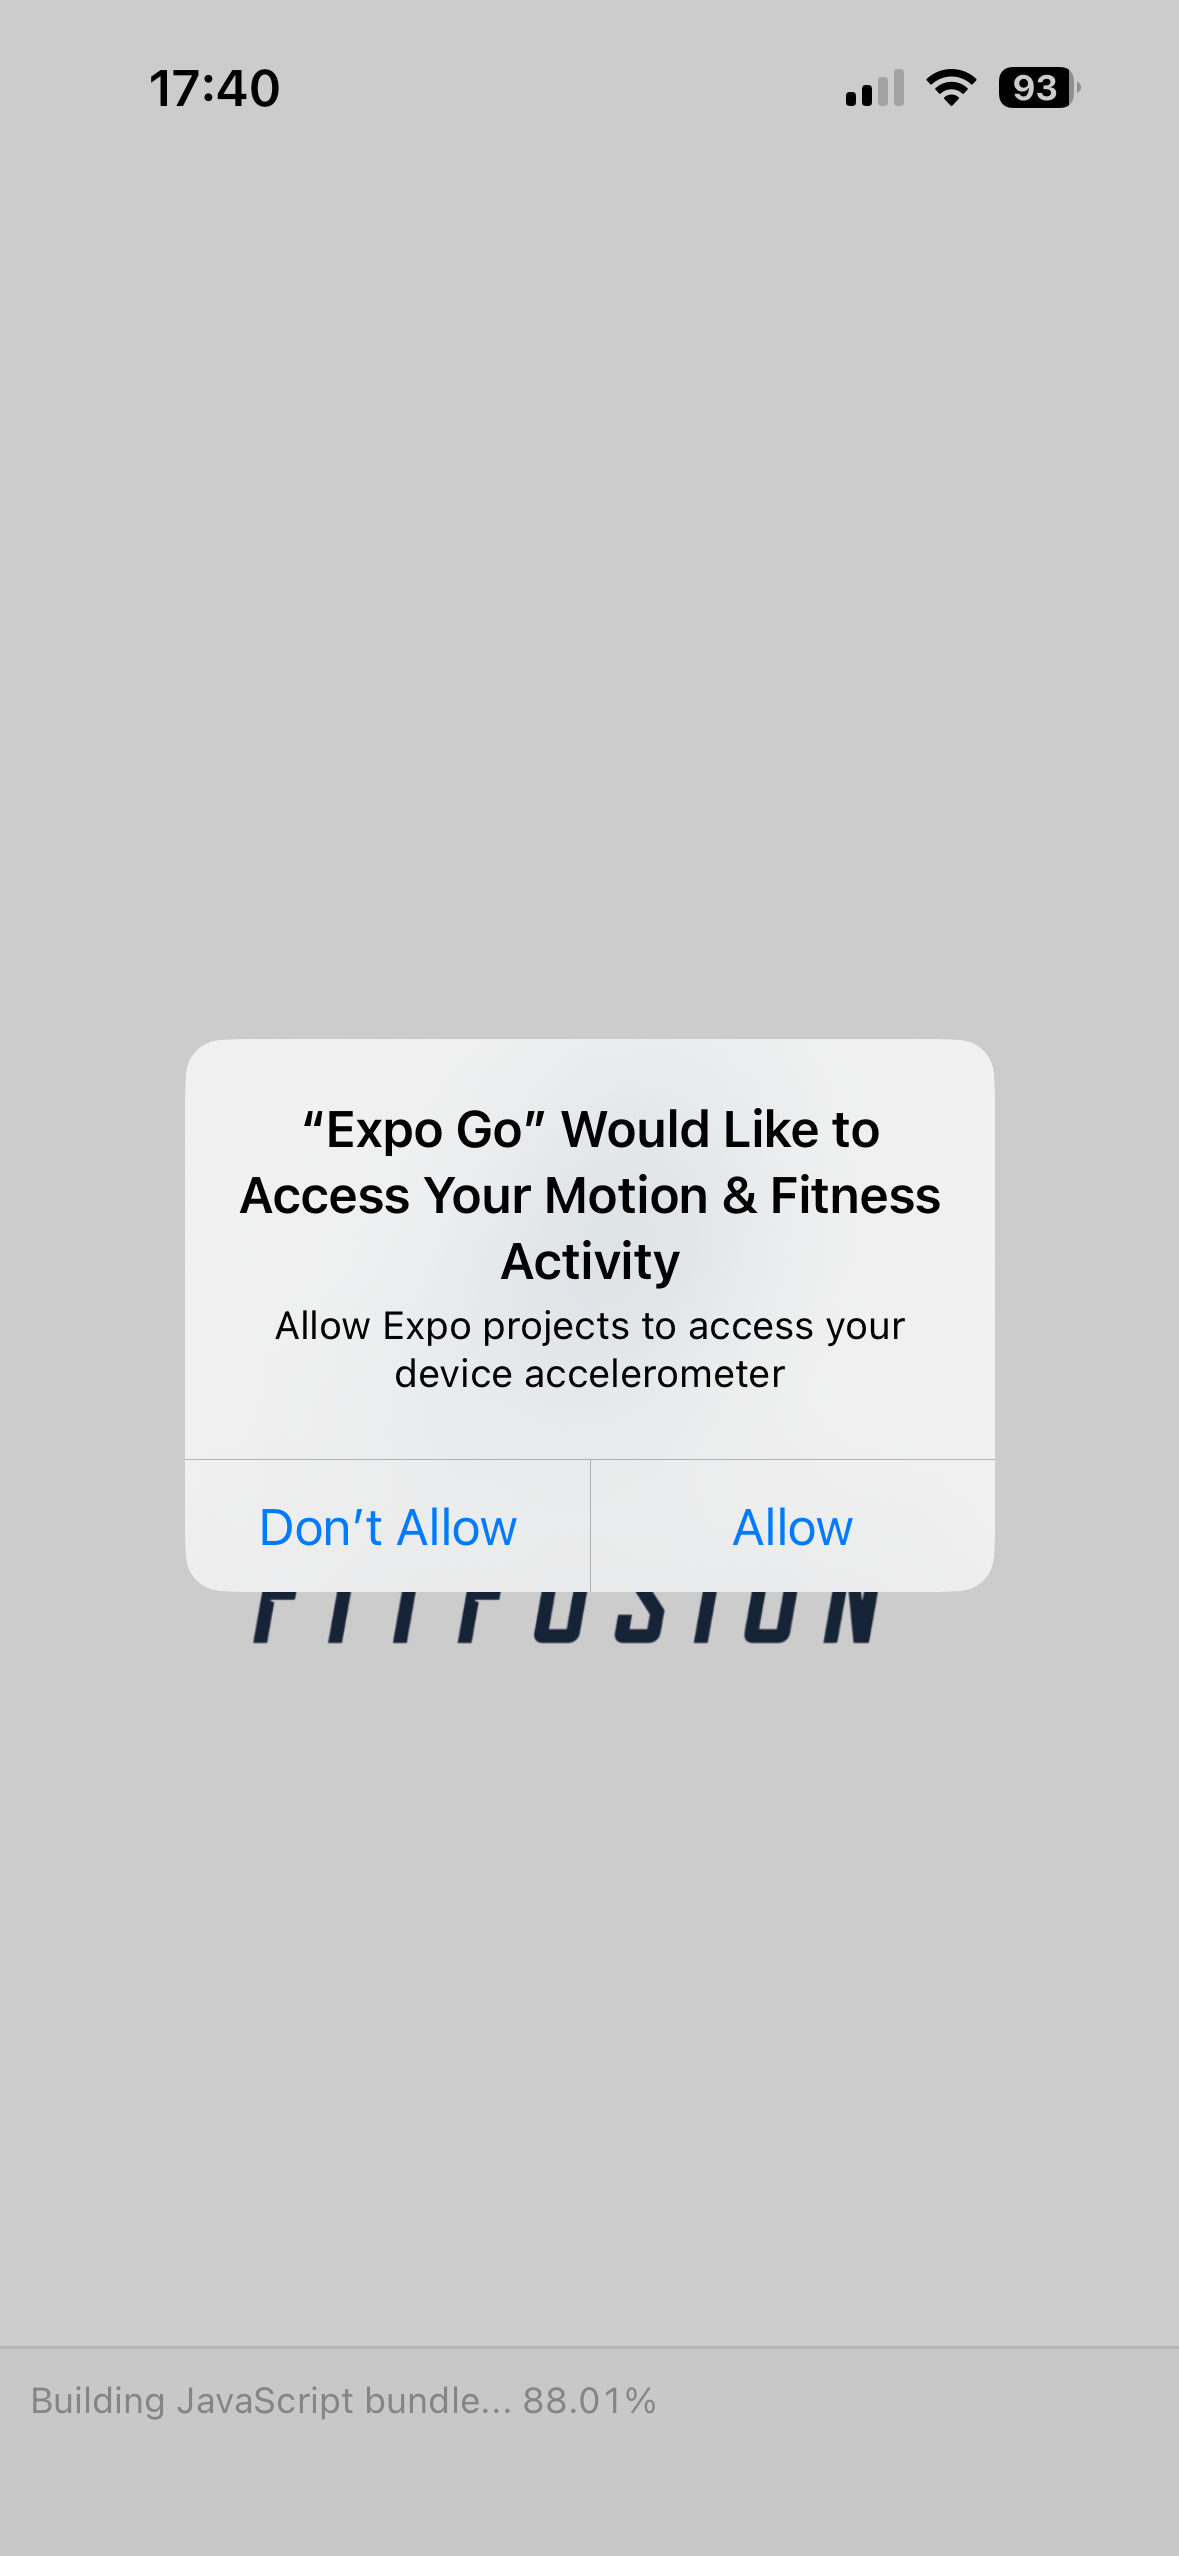 17:40
93
“Expo Go” Would Like to
Access Your Motion & Fitness
Activity
Allow Expo projects to access your
device accelerometer
Don’t Allow
Allow
FITFUSION
Building JavaScript bundle... 88.01%